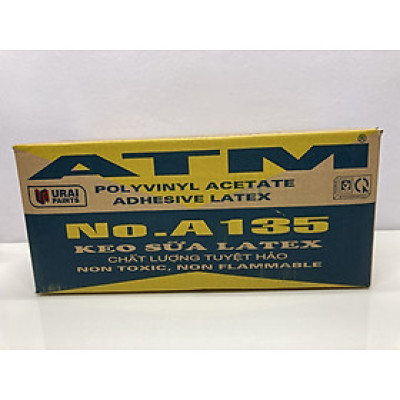 ATM®
URAI
PAINTS
POLYVINYL ACETATE
ADHESIVE LATEX
No.A135
KEO SỮA LATEX
CHẤT LƯỢNG TUYỆT HẢO
NON TOXIC, NON FLAMMABLE